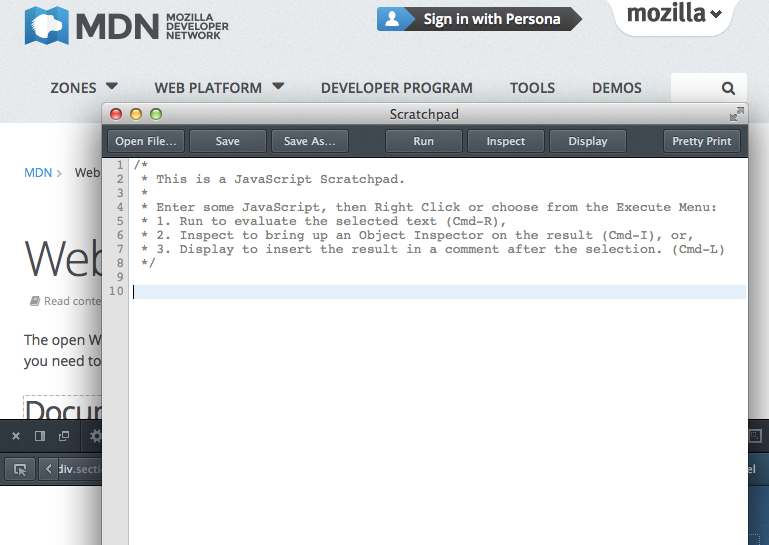 MDN MOZILLA
DEVELOPER
NETWORK
Sign in with Persona
mozilla
ZONES WEB PLATFORM DEVELOPER PROGRAM TOOLS DEMOS
Scratchpad
Open File... Save Save As... Run Inspect Display Pretty Print
MDN > Web
Web
Read conte
The open W
you need to
Docum
div.secti
el
1 /*
2 * This is a JavaScript Scratchpad.
3 *
4 * Enter some JavaScript, then Right Click or choose from the Execute Menu:
5 * 1. Run to evaluate the selected text (Cmd-R),
6 * 2. Inspect to bring up an Object Inspector on the result (Cmd-I), or,
7 * 3. Display to insert the result in a comment after the selection. (Cmd-L)
8 */
9
10